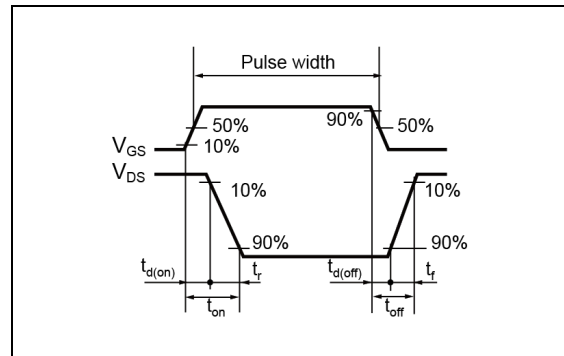 Pulse width
50%
90%
50%
10%
VGS
VDS
10%
10%
90%
90%
td(on)
tr
td(off)
tf
ton
toff